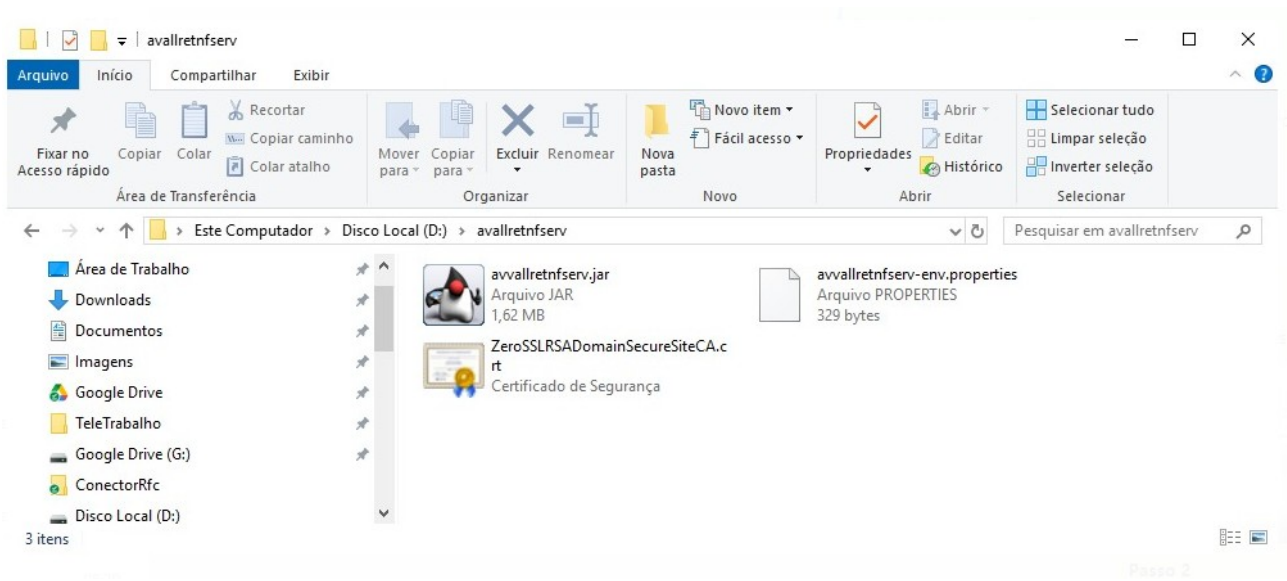 avallretnfserv
Arquivo Início Compartilhar Exibir
Fixar no
Acesso rápido
Copiar
Colar
Recortar
Copiar caminho
Colar atalho
Área de Transferência
Mover
para
Copiar
para
Excluir
Renomear
Organizar
Nova
pasta
Novo item
Fácil acesso
Novo
Propriedades
Abrir
Editar
Histórico
Abrir
Selecionar tudo
Limpar seleção
Inverter seleção
Selecionar
Este Computador > Disco Local (D:) > avallretnfserv
Pesquisar em avallretnfserv
Área de Trabalho
Downloads
Documentos
Imagens
Google Drive
TeleTrabalho
Google Drive (G:)
ConectorRfc
Disco Local (D:)
avvallretnfserv.jar
Arquivo JAR
1,62 MB
avvallretnfserv-env.properties
Arquivo PROPERTIES
329 bytes
ZeroSSLRSADomainSecureSiteCA.c
rt
Certificado de Segurança
3 itens
Passo 2